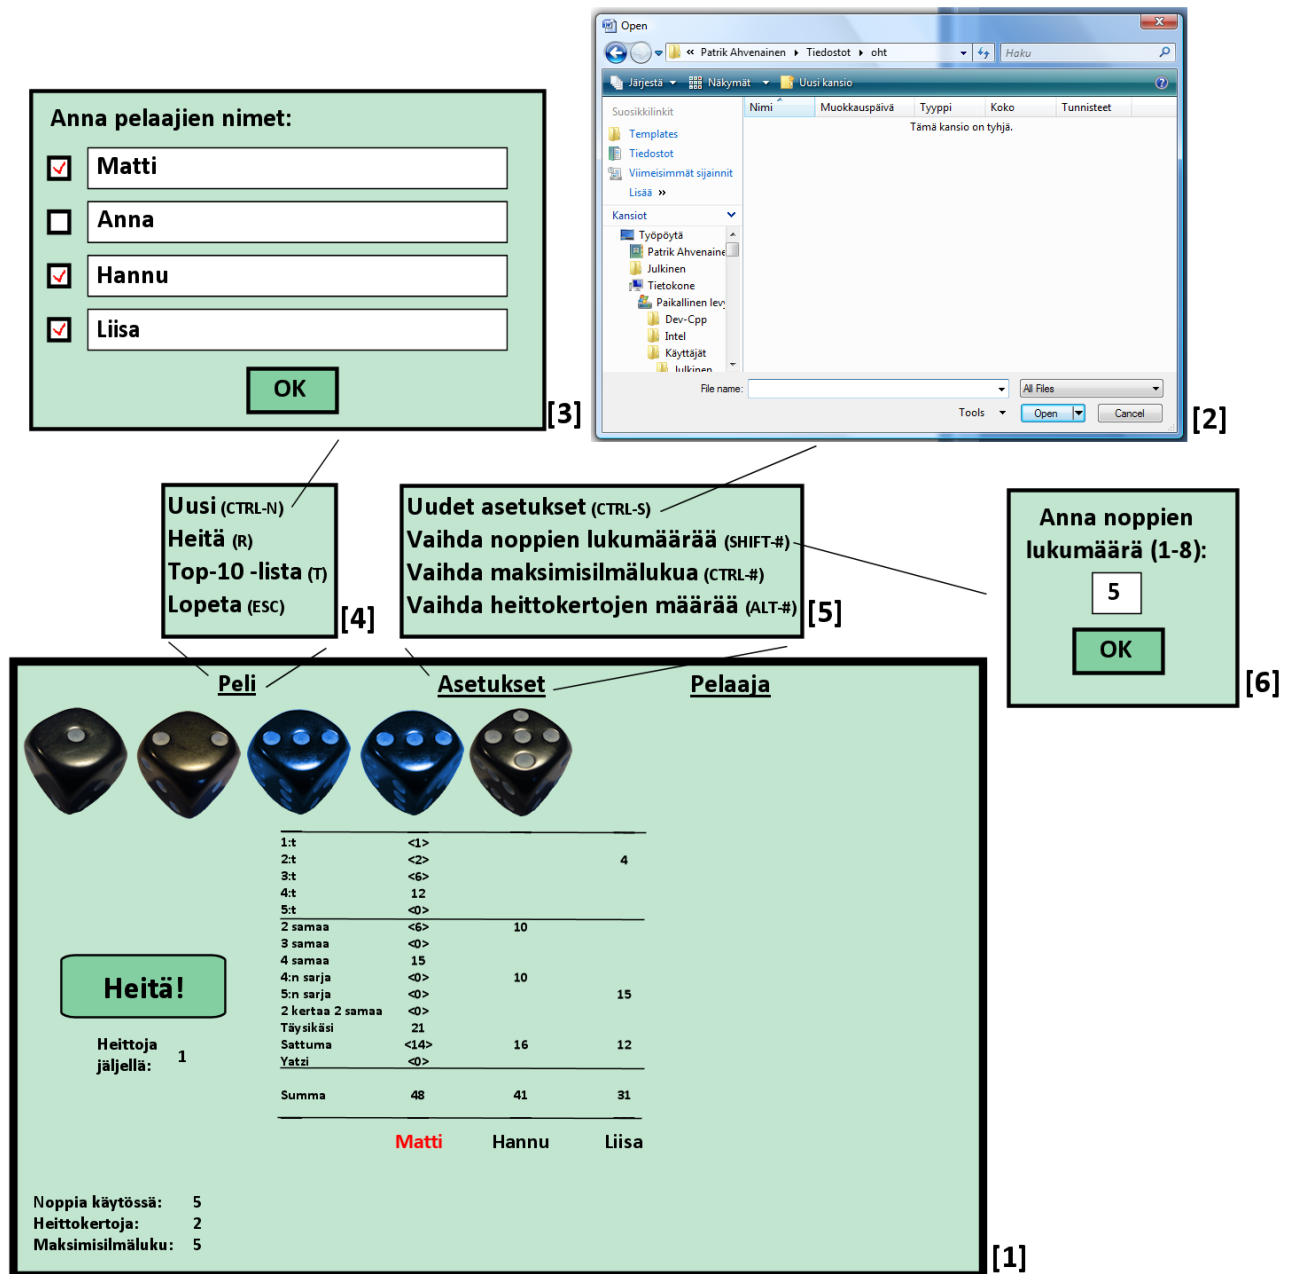 Anna pelaajien nimet:
Matti
Anna
Hannu
Liisa
OK
[3]
Open
« Patrik Ahvenainen Tiedostot oht
Haku
Järjestä Näkymät Uusi kansio
Suosikkilinkit
Templates
Tiedostot
Viimeisimmät sijainnit
Lisää »
Kansiot
Työpöytä
Patrik Ahvenaine
Julkinen
Tietokone
Paikallinen levy
Dev-Cpp
Intel
Käyttäjät
Julkinen
Nimi Muokkauspäivä Tyyppi Koko Tunnisteet
Tämä kansio on tyhjä.
File name:
All Files
Tools Open Cancel
[2]
Uusi (CTRL-N)
Heitä (R)
Top-10 -lista (T)
Lopeta (ESC)
[4]
Uudet asetukset (CTRL-S)
Vaihda noppien lukumäärää (SHIFT-#)
Vaihda maksimisilmälukua (CTRL-#)
Vaihda heittokertojen määrää (ALT-#)
[5]
Anna noppien
lukumäärä (1-8):
5
OK
[6]
Peli Asetukset Pelaaja
1:t <1>
2:t <2> 4
3:t <6>
4:t 12
5:t <0>
2 samaa <6> 10
3 samaa <0>
4 samaa 15
4:n sarja <0> 10
5:n sarja <0> 15
2 kertaa 2 samaa <0>
Täysikäsi 21
Sattuma <14> 16 12
Yatzi <0>
Summa 48 41 31
Matti Hannu Liisa
Heitä!
Heittoja
jäljellä: 1
Noppia käytössä: 5
Heittokertoja: 2
Maksimisilmäluku: 5
[1]